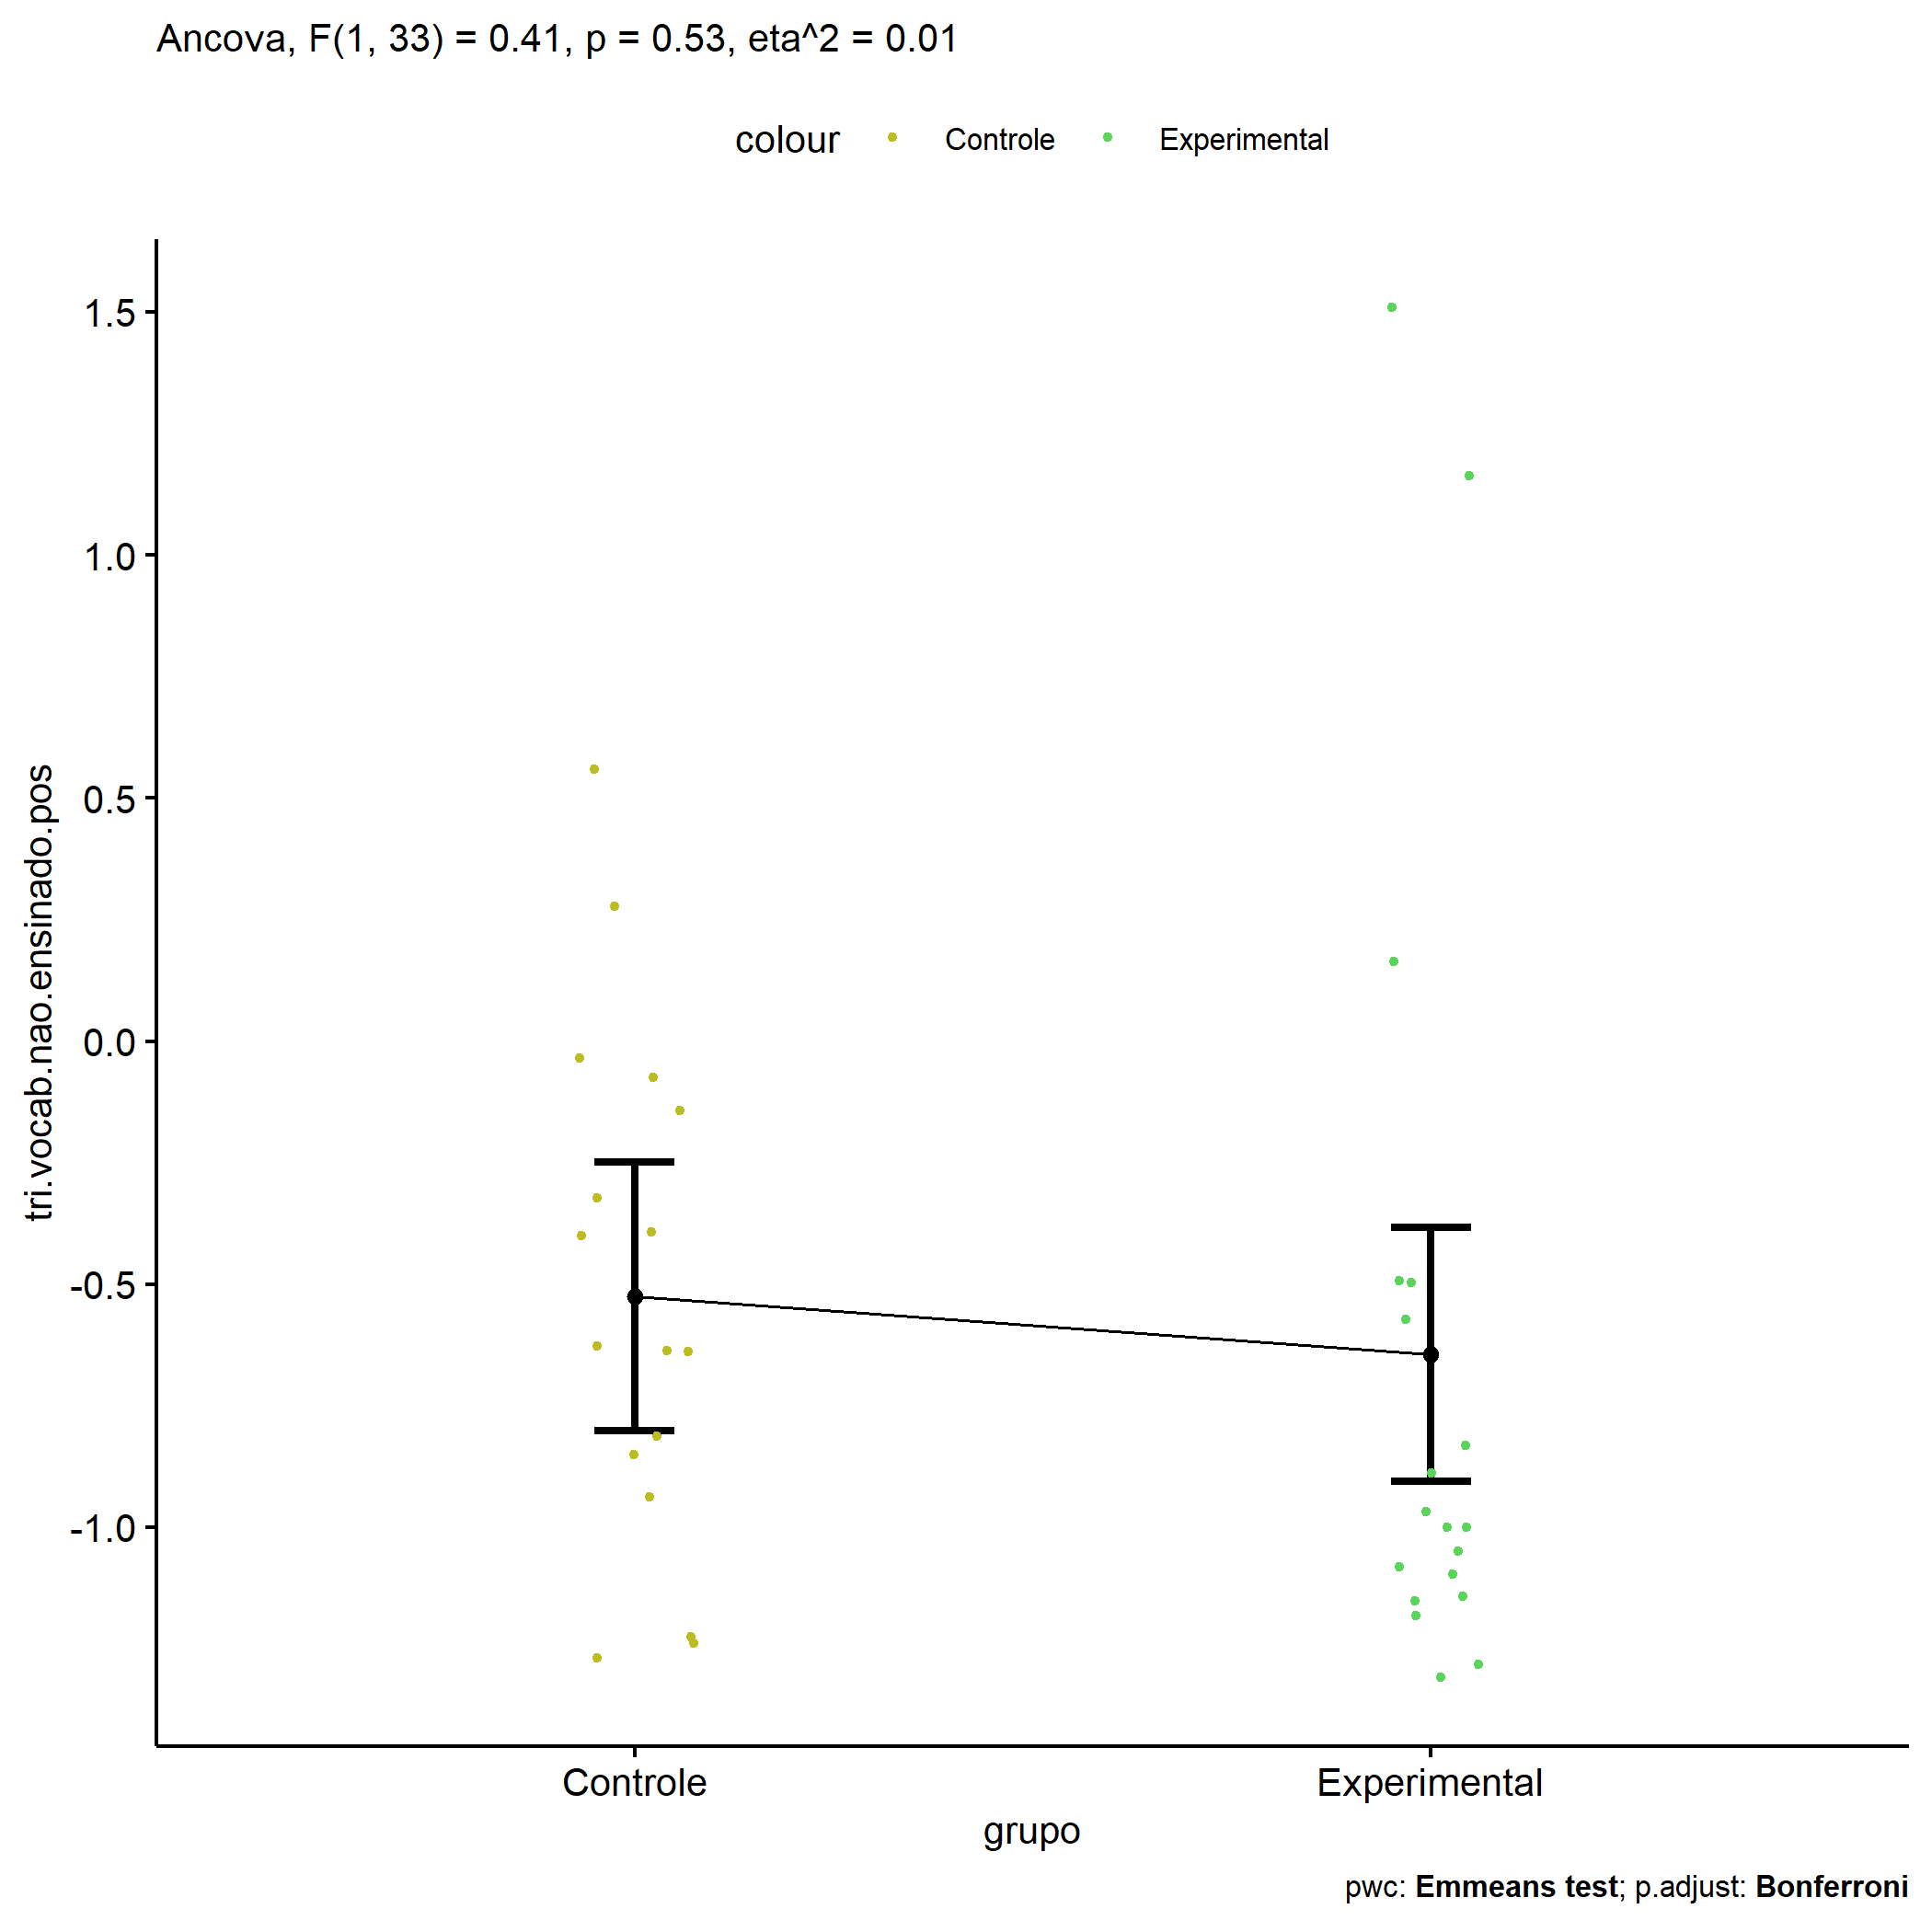 Ancova, F(1, 33) = 0.41, p = 0.53, eta^2 = 0.01
colour Controle Experimental
tri.vocab.nao.ensinado.pos
1.5
1.0
0.5
0.0
-0.5
-1.0
Controle Experimental
grupo
pwc: Emmeans test; p.adjust: Bonferroni